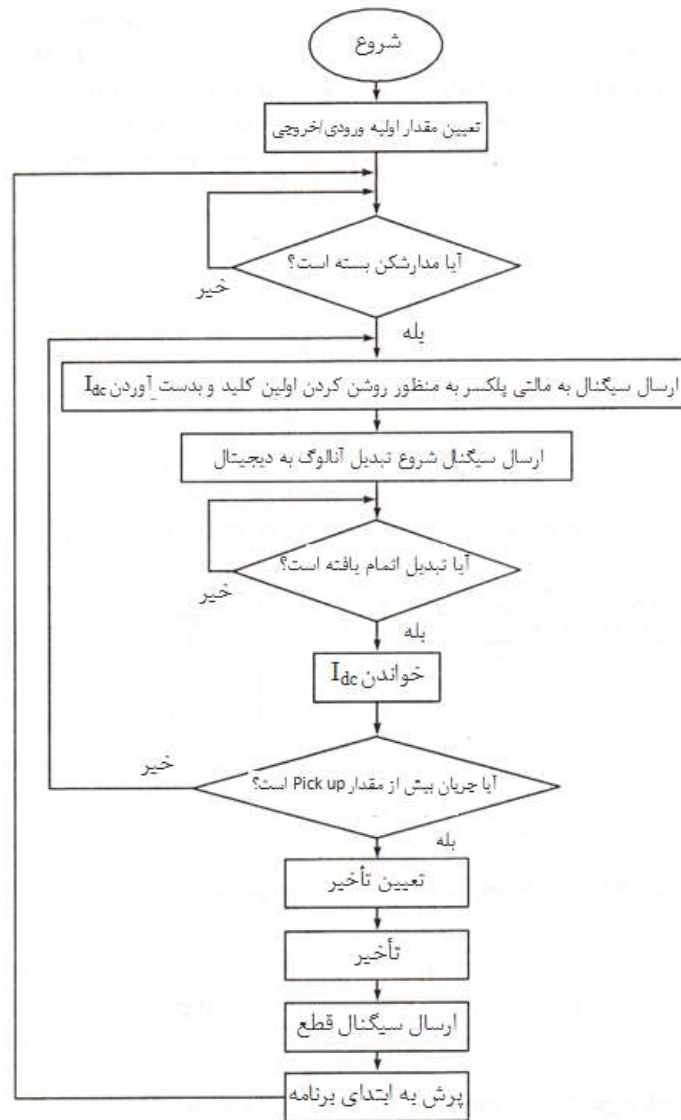 شروع
تعیین مقدار اولیه ورودی/خروجی
آیا مدارشکن بسته است؟
خیر
بله
ارسال سیگنال به مالتی پلکسر به منظور روشن کردن اولین کلید و بدست آوردن Idc
ارسال سیگنال شروع تبدیل آنالوگ به دیجیتال
آیا تبدیل اتمام یافته است؟
خیر
بله
خواندن Idc
آیا جریان بیش از مقدار Pick up است؟
خیر
بله
تعیین تأخیر
تأخیر
ارسال سیگنال قطع
پرش به ابتدای برنامه